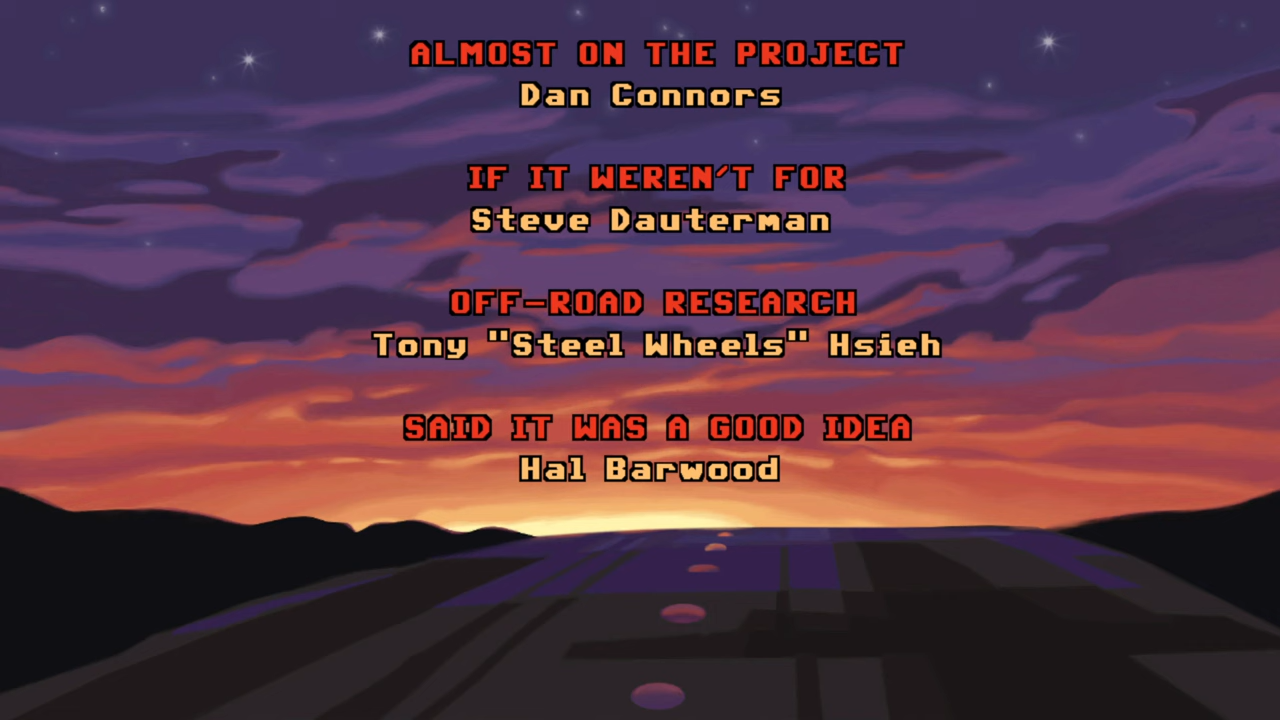 ALMOST ON THE PROJECT
Dan Connors
IF IT WEREN'T FOR
Steve Dauterman
OFF-ROAD RESEARCH
Tony "Steel Wheels" Hsieh
SAID IT WAS A GOOD IDEA
Hal Barwood